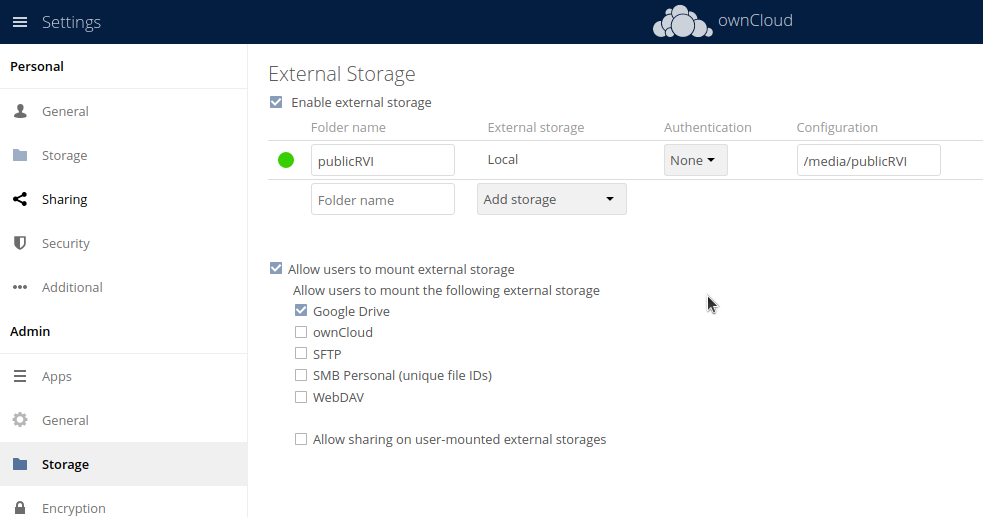 Settings
ownCloud
Personal
General
Storage
Sharing
Security
Additional
Admin
Apps
General
Storage
Encryption
External Storage
Enable external storage
Folder name External storage Authentication Configuration
publicRVI Local None /media/publicRVI
Folder name Add storage
Allow users to mount external storage
Allow users to mount the following external storage
Google Drive
ownCloud
SFTP
SMB Personal (unique file IDs)
WebDAV
Allow sharing on user-mounted external storages